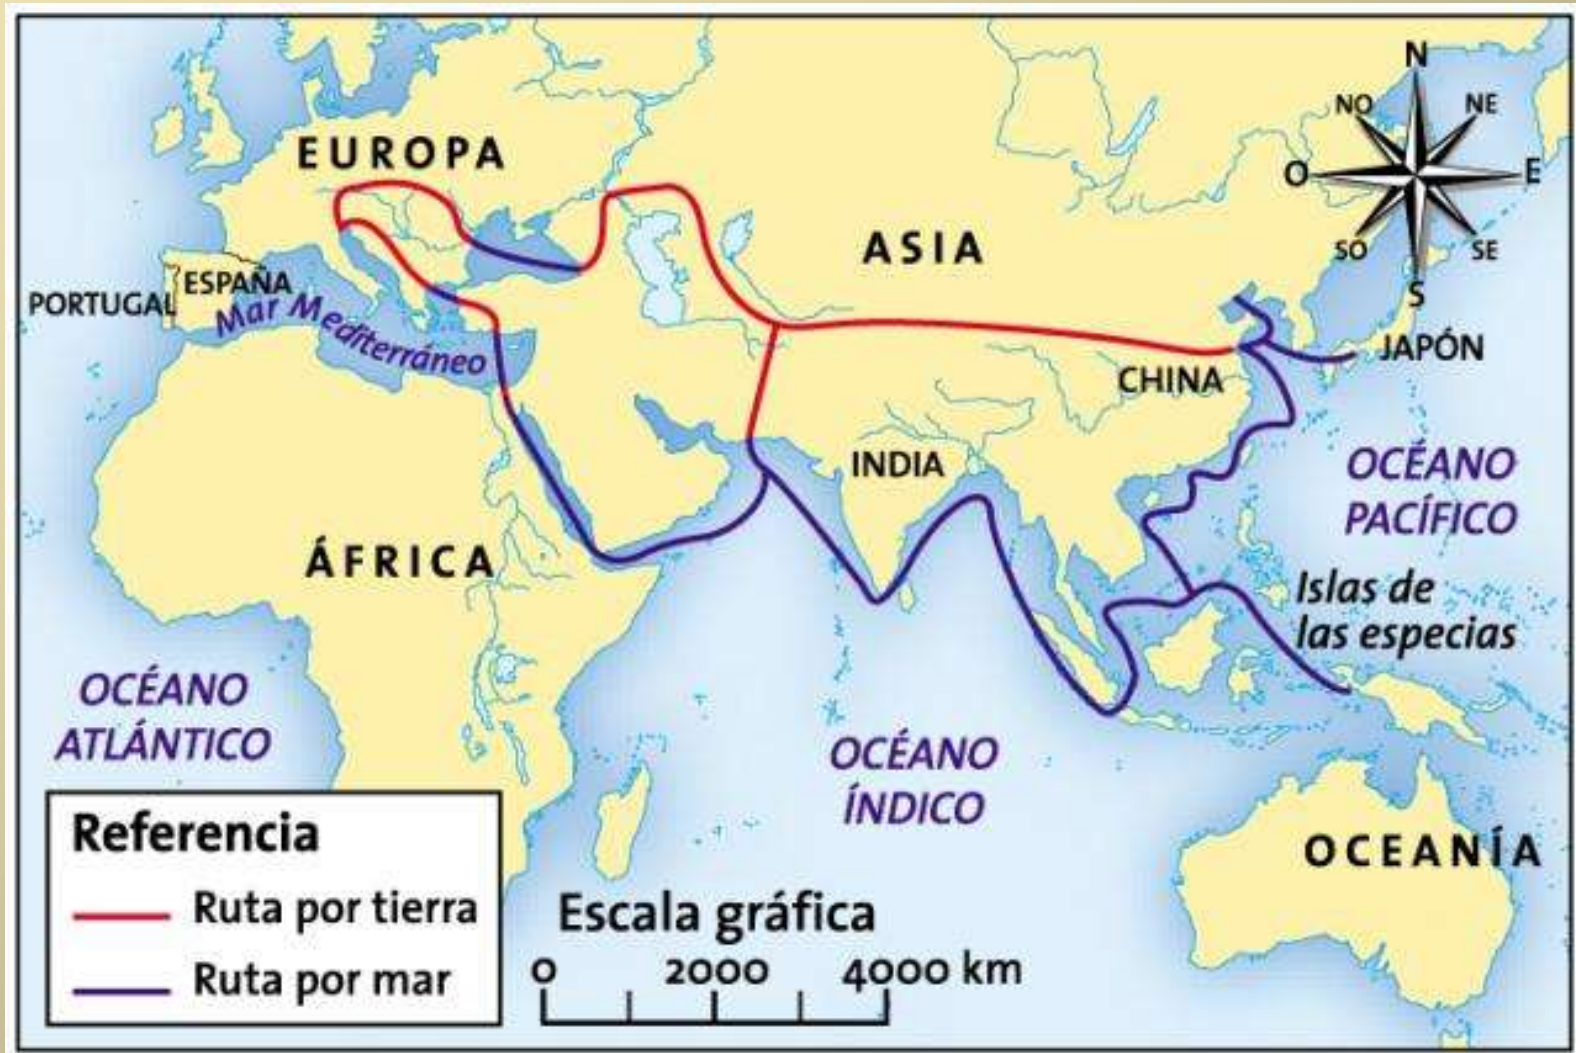 N
NO
NE
O
E
SO
SE
S
EUROPA
ASIA
ESPAÑA
PORTUGAL
Mar Mediterráneo
JAPÓN
CHINA
INDIA
OCÉANO
PACÍFICO
ÁFRICA
Islas de
las especias
OCÉANO
ATLÁNTICO
OCÉANO
ÍNDICO
OCEANÍA
Referencia
Ruta por tierra
Ruta por mar
Escala gráfica
0 2000 4000 km